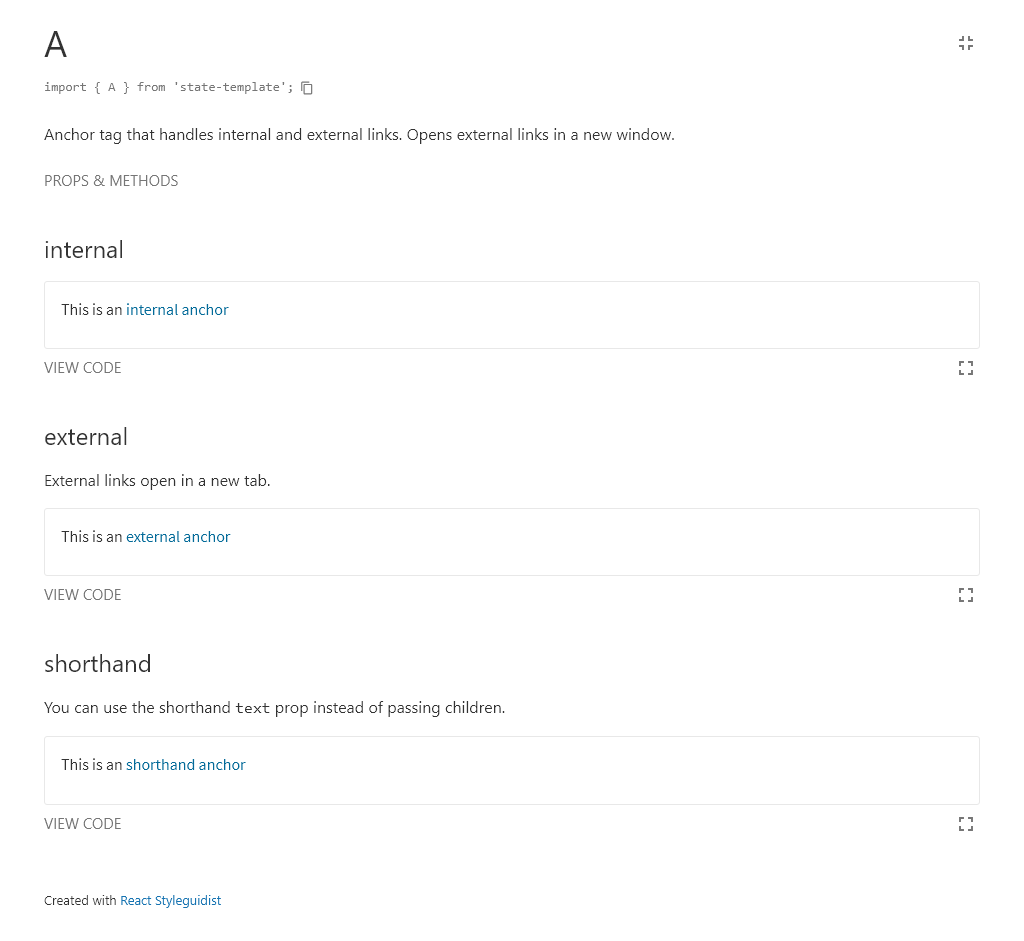 A
import { A } from 'state-template';
Anchor tag that handles internal and external links. Opens external links in a new window.
PROPS & METHODS
internal
This is an internal anchor
VIEW CODE
external
External links open in a new tab.
This is an external anchor
VIEW CODE
shorthand
You can use the shorthand text prop instead of passing children.
This is an shorthand anchor
VIEW CODE
Created with React Styleguidist